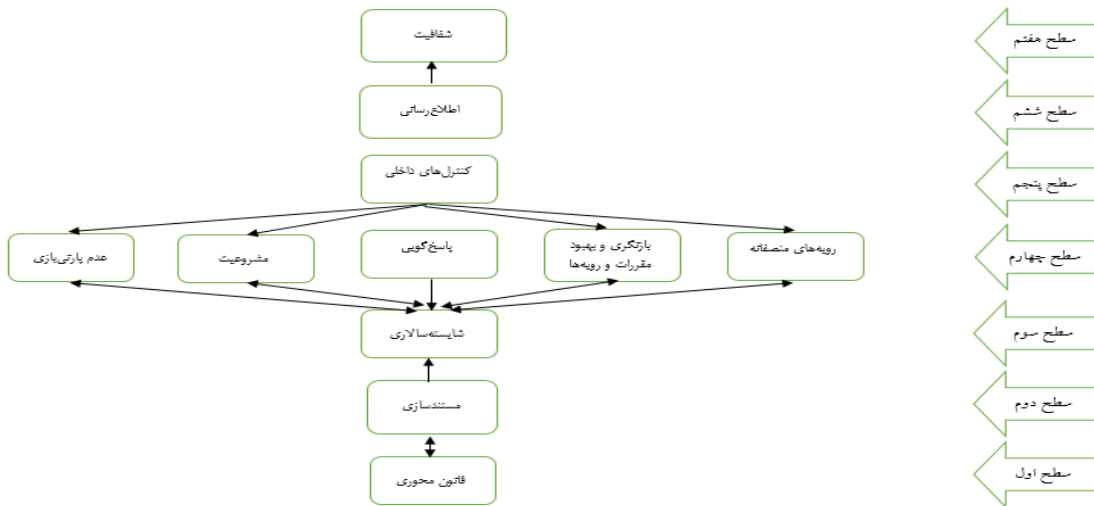 شفافیت
سطح هفتم
اطلاع‌رسانی
سطح ششم
کنترل‌های داخلی
سطح پنجم
رویه‌های منصفانه
بازنگری و بهبود
مقررات و رویه‌ها
پاسخ‌گویی
مشروعیت
عدم پارتی‌بازی
سطح چهارم
شایسته‌سالاری
سطح سوم
مستندسازی
سطح دوم
قانون محوری
سطح اول